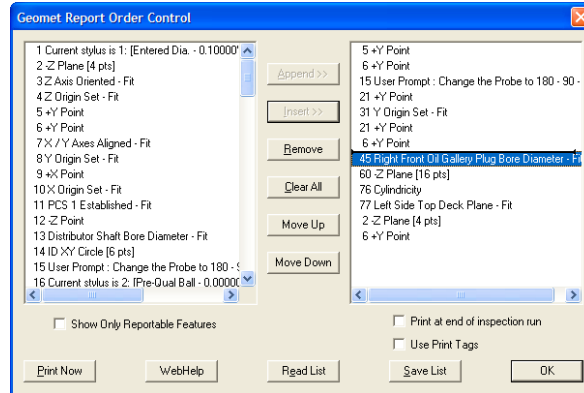 Geomet Report Order Control
1 Current stylus is 1: [Entered Dia. - 0.10000"
2 -Z Plane [4 pts]
3 Z Axis Oriented - Fit
4 Z Origin Set - Fit
5 +Y Point
6 +Y Point
7 X / Y Axes Aligned - Fit
8 Y Origin Set - Fit
9 +X Point
10 X Origin Set - Fit
11 PCS 1 Established - Fit
12 -Z Point
13 Distributor Shaft Bore Diameter - Fit
14 ID XY Circle [6 pts]
15 User Prompt : Change the Probe to 180 - 9
16 Current stylus is 2: [Pre-Qual Ball - 0.0000
Show Only Reportable Features
Append >>
Insert >>
Remove
Clear All
Move Up
Move Down
5 +Y Point
6 +Y Point
15 User Prompt : Change the Probe to 180 - 90 -
21 +Y Point
31 Y Origin Set - Fit
21 +Y Point
6 +Y Point
45 Right Front Oil Gallery Plug Bore Diameter - Fi
60 -Z Plane [16 pts]
76 Cylindricity
77 Left Side Top Deck Plane - Fit
2 -Z Plane [4 pts]
6 +Y Point
Print at end of inspection run
Use Print Tags
Print Now
WebHelp
Read List
Save List
OK